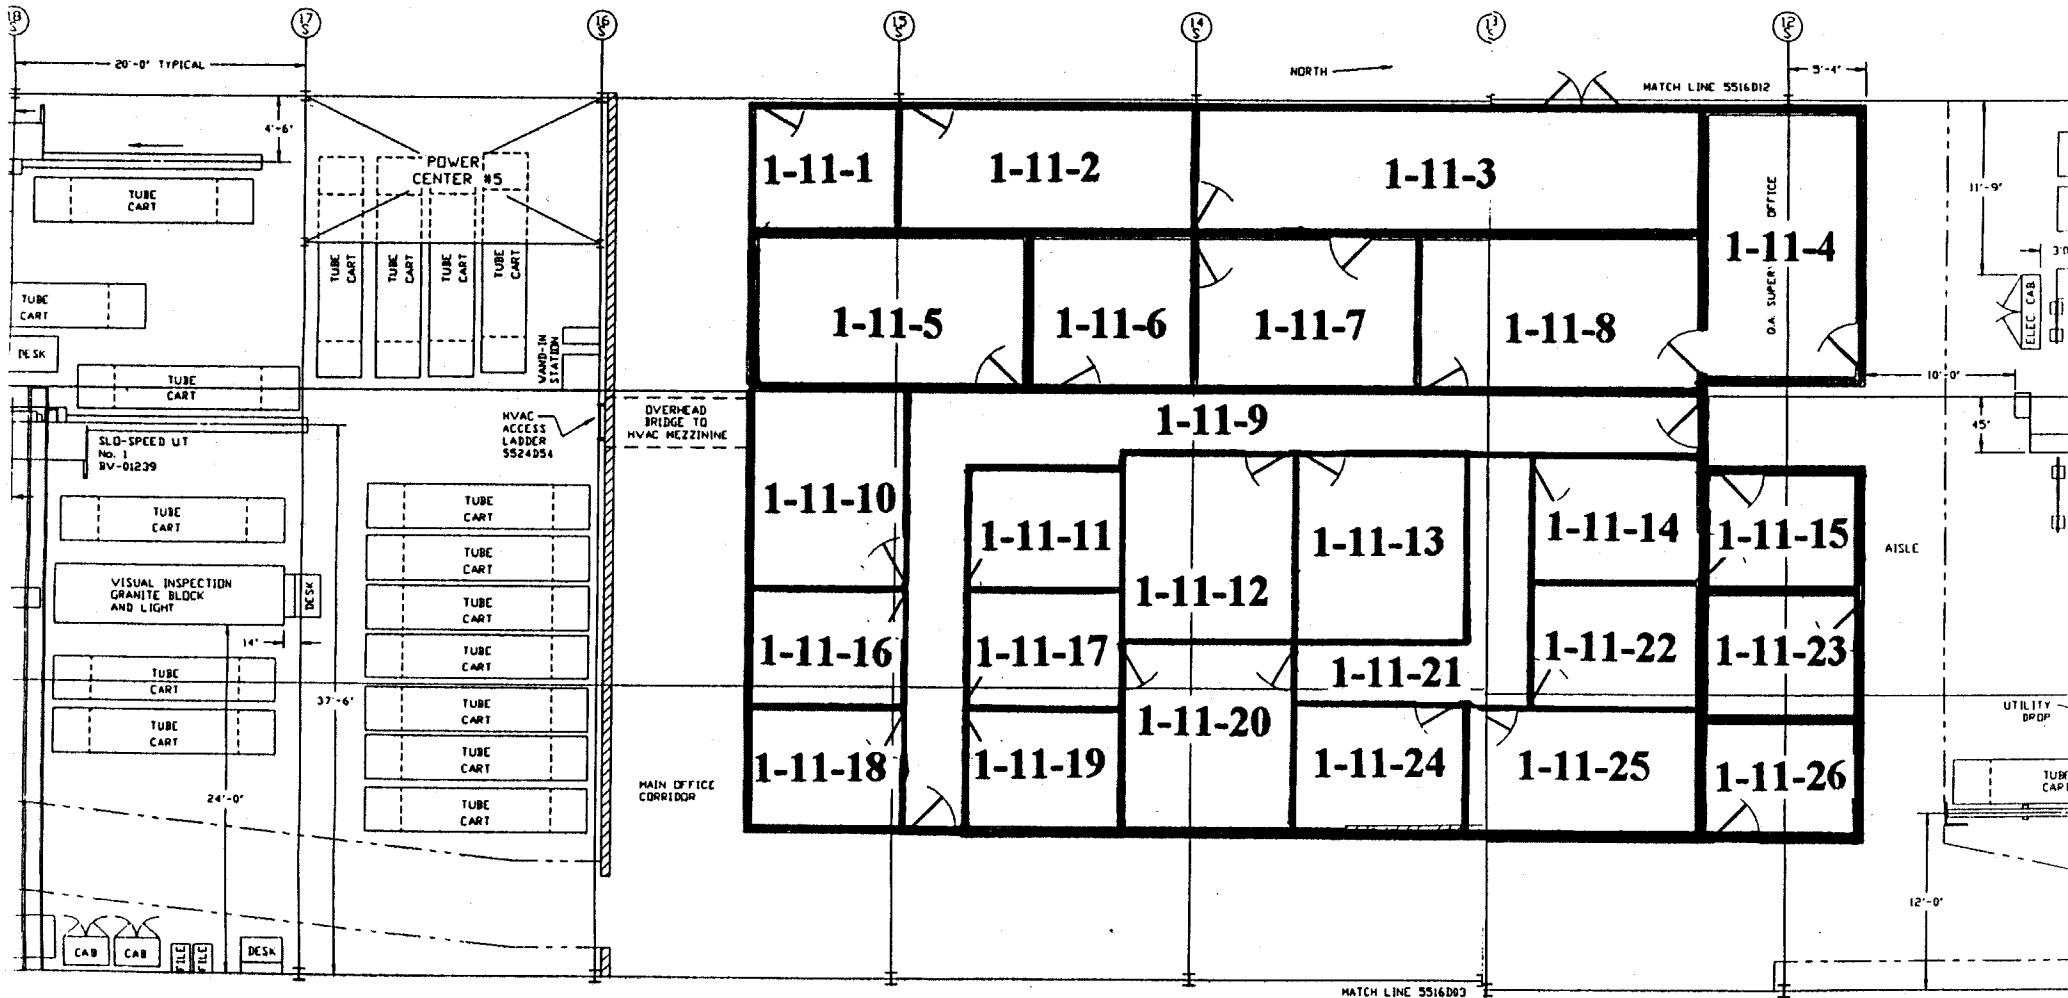 18 S
17 S
16 S
15 S
14 S
13 S
12 S
20'-0" TYPICAL
NORTH
5'-4"
MATCH LINE 5516D12
4'-6"
POWER
CENTER #5
TUBE
CART
TUBE
CART
TUBE
CART
TUBE
CART
TUBE
CART
TUBE
CART
DESK
TUBE
CART
WAND-IN
STATION
HVAC
ACCESS
LADDER
5524D54
OVERHEAD
BRIDGE TO
HVAC MEZZININE
SLO-SPEED UT
No. 1
BV-01239
TUBE
CART
VISUAL INSPECTION
GRANITE BLOCK
AND LIGHT
DESK
14"
TUBE
CART
TUBE
CART
37'-6"
24'-0"
TUBE
CART
TUBE
CART
TUBE
CART
TUBE
CART
TUBE
CART
TUBE
CART
TUBE
CART
CAB
CAB
FILE
FILE
DESK
MAIN OFFICE
CORRIDOR
1-11-1
1-11-2
1-11-3
1-11-4
Q.A. SUPER OFFICE
1-11-5
1-11-6
1-11-7
1-11-8
1-11-9
1-11-10
1-11-11
1-11-12
1-11-13
1-11-14
1-11-15
1-11-16
1-11-17
1-11-18
1-11-19
1-11-20
1-11-21
1-11-22
1-11-23
1-11-24
1-11-25
1-11-26
11'-9"
ELEC CAB
10'-0"
45"
AISLE
UTILITY
DROP
12'-0"
MATCH LINE 5516D03